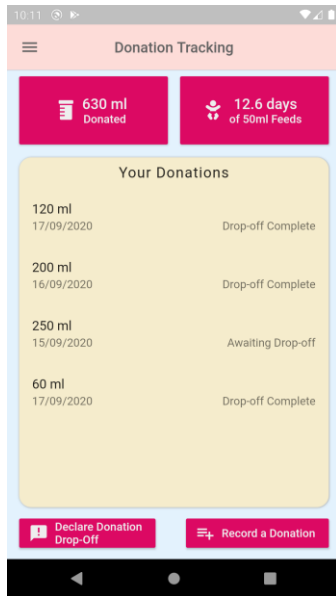 10:11
Donation Tracking
630 ml
Donated
12.6 days
of 50ml Feeds
Your Donations
120 ml
17/09/2020 Drop-off Complete
200 ml
16/09/2020 Drop-off Complete
250 ml
15/09/2020 Awaiting Drop-off
60 ml
17/09/2020 Drop-off Complete
Declare Donation
Drop-Off
Record a Donation